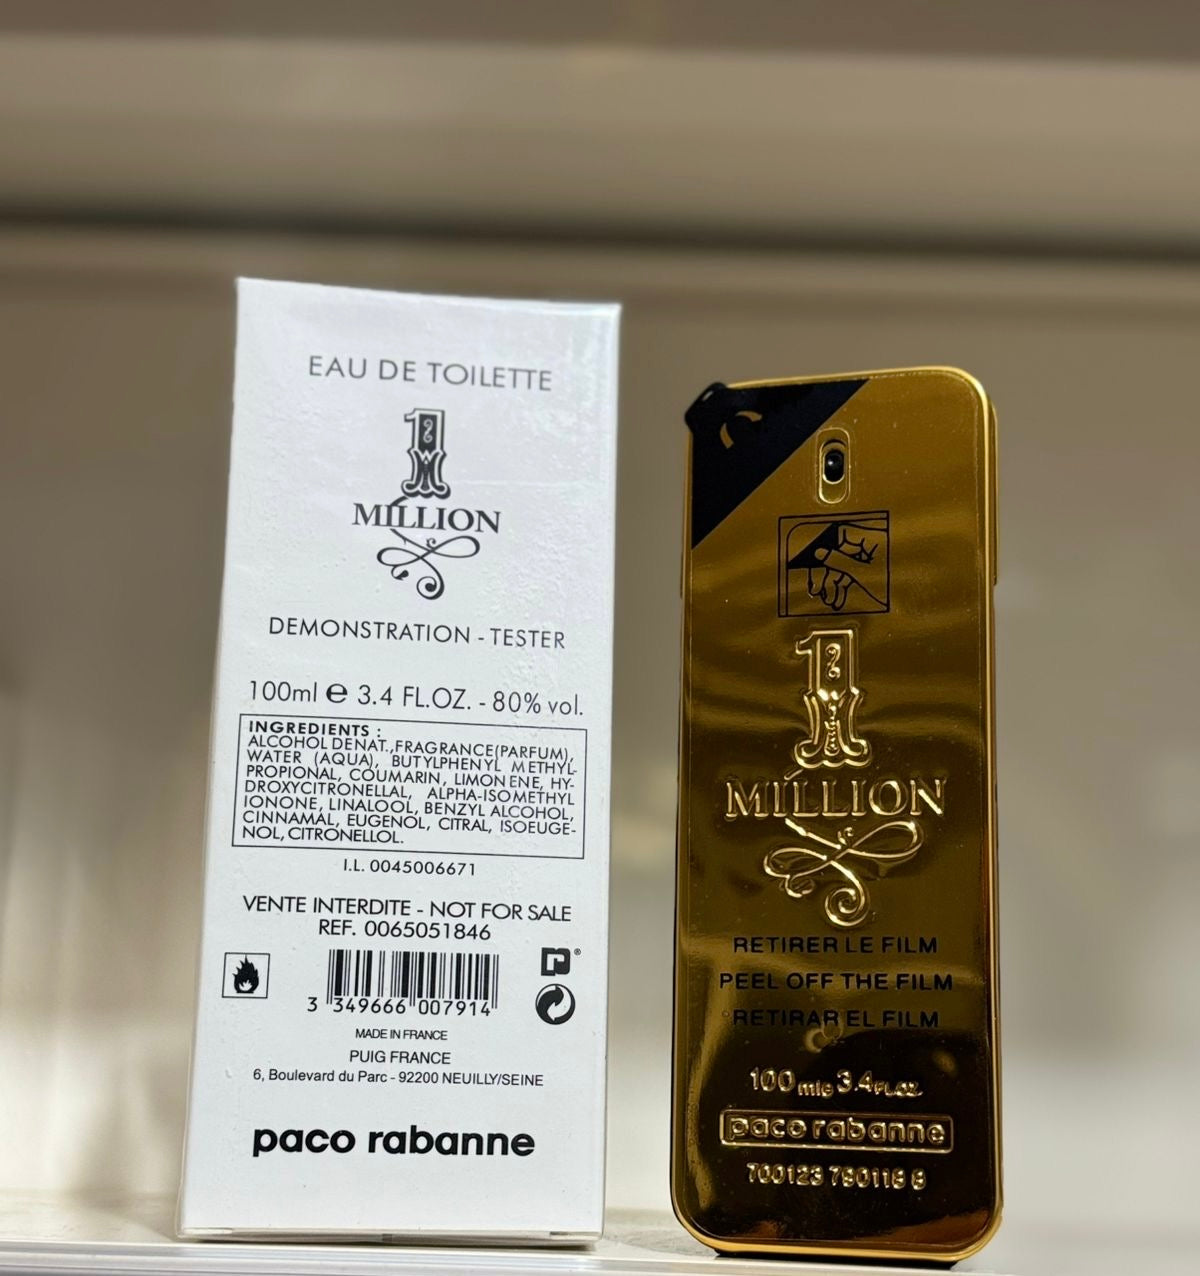 EAU DE TOILETTE
1
MILLION
DEMONSTRATION - TESTER
100ml e 3.4 FL.OZ. - 80% vol.
INGREDIENTS :
ALCOHOL DENAT.,FRAGRANCE(PARFUM),
WATER (AQUA), BUTYLPHENYL METHYL-
PROPIONAL, COUMARIN, LIMONENE, HY-
DROXYCITRONELLAL, ALPHA-ISOMETHYL
IONONE, LINALOOL, BENZYL ALCOHOL,
CINNAMAL, EUGENOL, CITRAL, ISOEUGE-
NOL, CITRONELLOL.
I.L. 0045006671
VENTE INTERDITE - NOT FOR SALE
REF. 0065051846
3 349666 007914
MADE IN FRANCE
PUIG FRANCE
6, Boulevard du Parc - 92200 NEUILLY/SEINE
paco rabanne
1
MILLION
RETIRER LE FILM
PEEL OFF THE FILM
RETIRAR EL FILM
100 ml e 3.4 FL.OZ.
paco rabanne
700123 790118 8